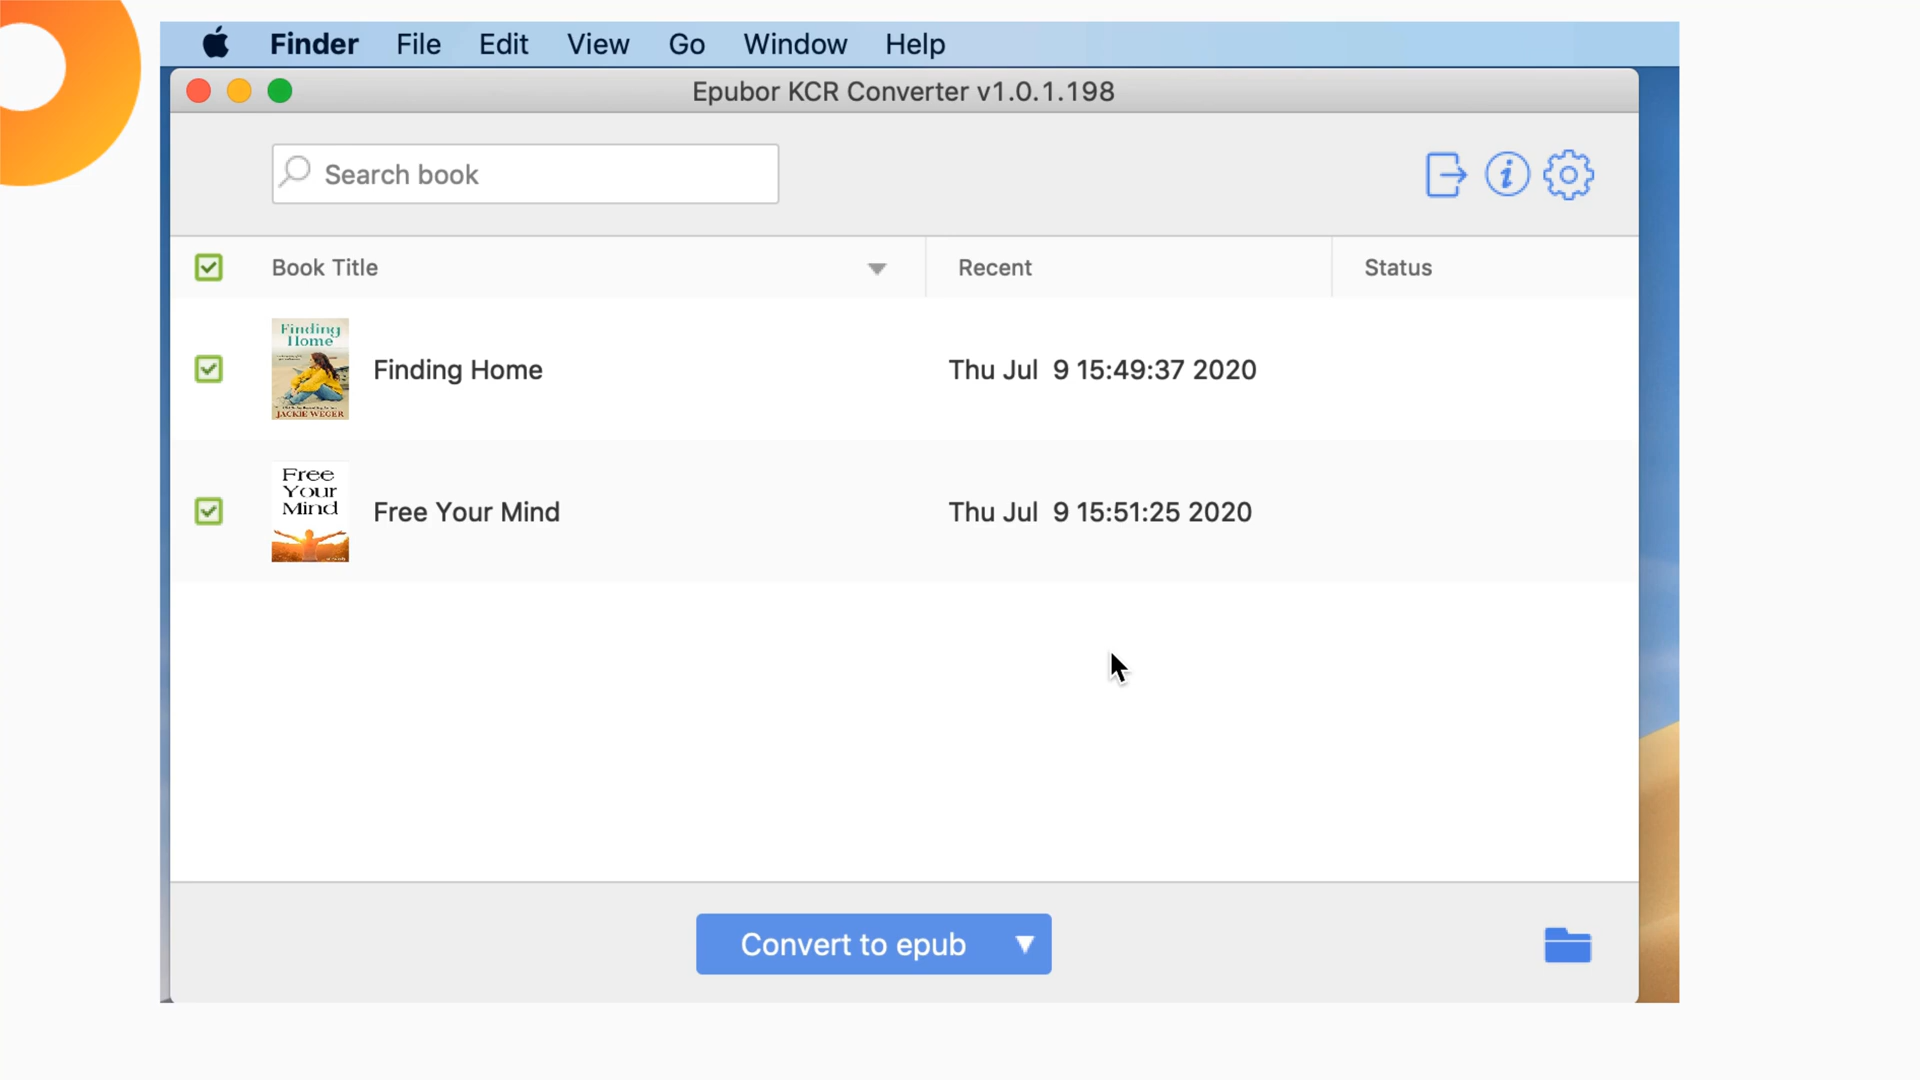 Finder File Edit View Go Window Help
Epubor KCR Converter v1.0.1.198
Search book
Book Title Recent Status
Finding
Home
JACKIE WEGER
Finding Home Thu Jul 9 15:49:37 2020
Free
Your
Mind
Free Your Mind Thu Jul 9 15:51:25 2020
Convert to epub